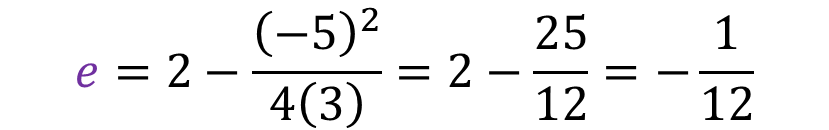 e = 2 − (−5)² / 4(3) = 2 − 25/12 = − 1/12